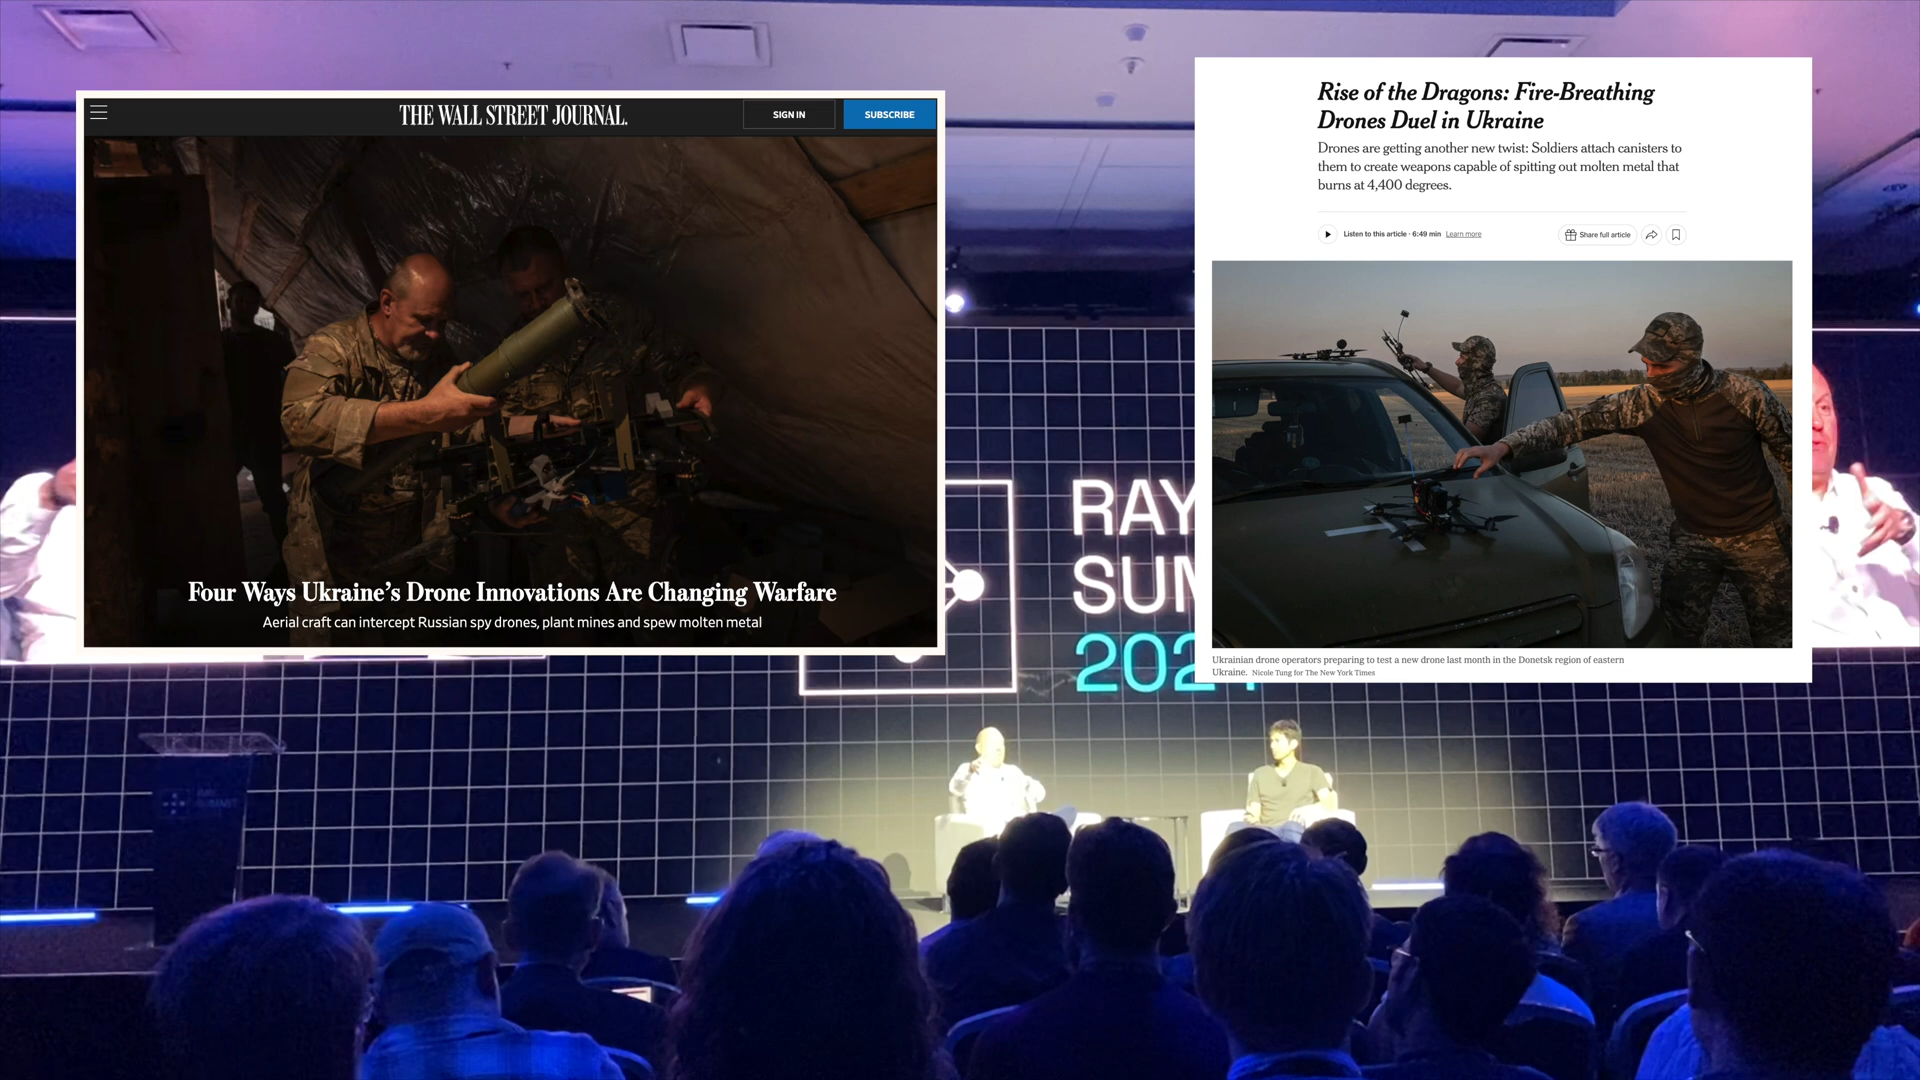 THE WALL STREET JOURNAL.
SIGN IN
SUBSCRIBE
Four Ways Ukraine's Drone Innovations Are Changing Warfare
Aerial craft can intercept Russian spy drones, plant mines and spew molten metal
Rise of the Dragons: Fire-Breathing
Drones Duel in Ukraine
Drones are getting another new twist: Soldiers attach canisters to
them to create weapons capable of spitting out molten metal that
burns at 4,400 degrees.
Listen to this article · 6:49 min Learn more
Share full article
Ukrainian drone operators preparing to test a new drone last month in the Donetsk region of eastern
Ukraine. Nicole Tung for The New York Times
RAY
SUM
202
RAY
SUMMIT